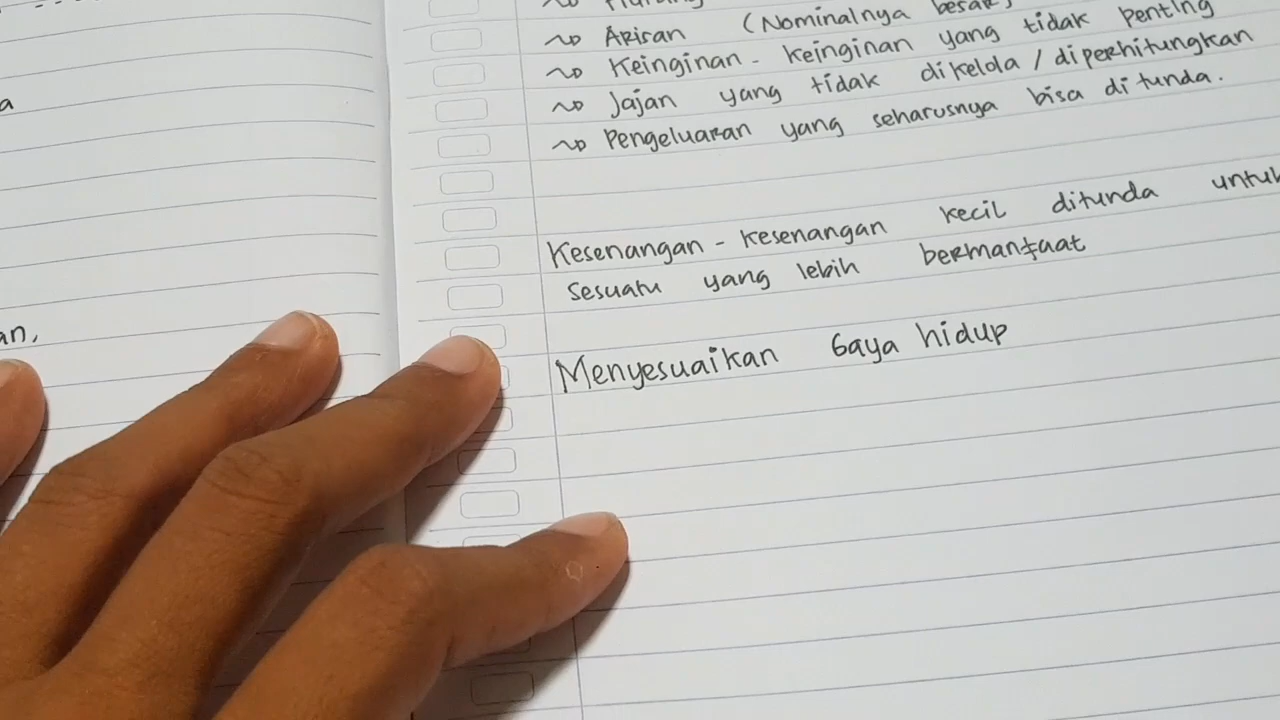 a
an,
~> Arisan (Nominalnya besar)
~> Keinginan - keinginan yang tidak penting
~> Jajan yang tidak dikelola / diperhitungkan
~> Pengeluaran yang seharusnya bisa ditunda.
Kesenangan - kesenangan kecil ditunda untuk
sesuatu yang lebih bermanfaat
Menyesuaikan Gaya hidup